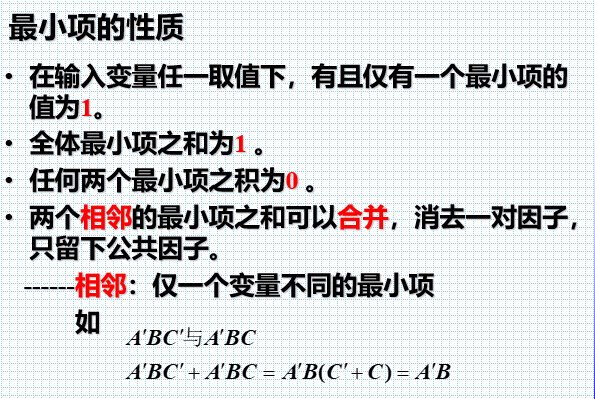 最小项的性质
• 在输入变量任一取值下，有且仅有一个最小项的
值为1。
• 全体最小项之和为1 。
• 任何两个最小项之积为0 。
• 两个相邻的最小项之和可以合并，消去一对因子，
只留下公共因子。
------相邻：仅一个变量不同的最小项
如
A′BC′与A′BC
A′BC′ + A′BC = A′B(C′ + C) = A′B